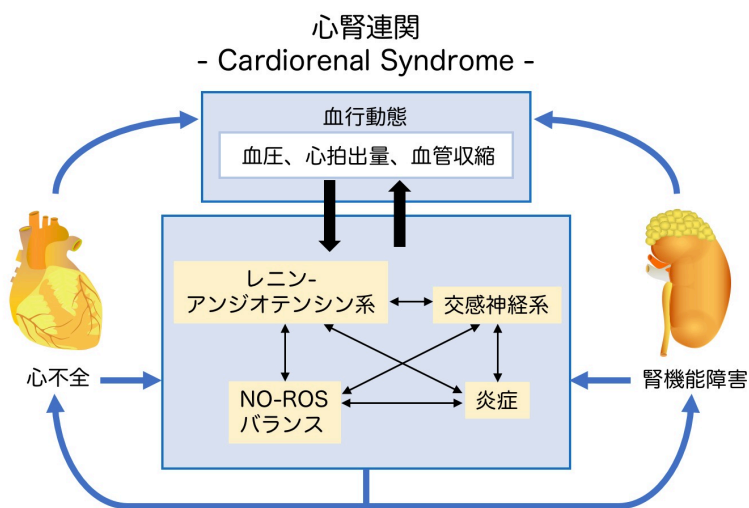 心腎連関
- Cardiorenal Syndrome -
血行動態
血圧、心拍出量、血管収縮
レニン-
アンジオテンシン系
交感神経系
心不全
腎機能障害
NO-ROS
バランス
炎症